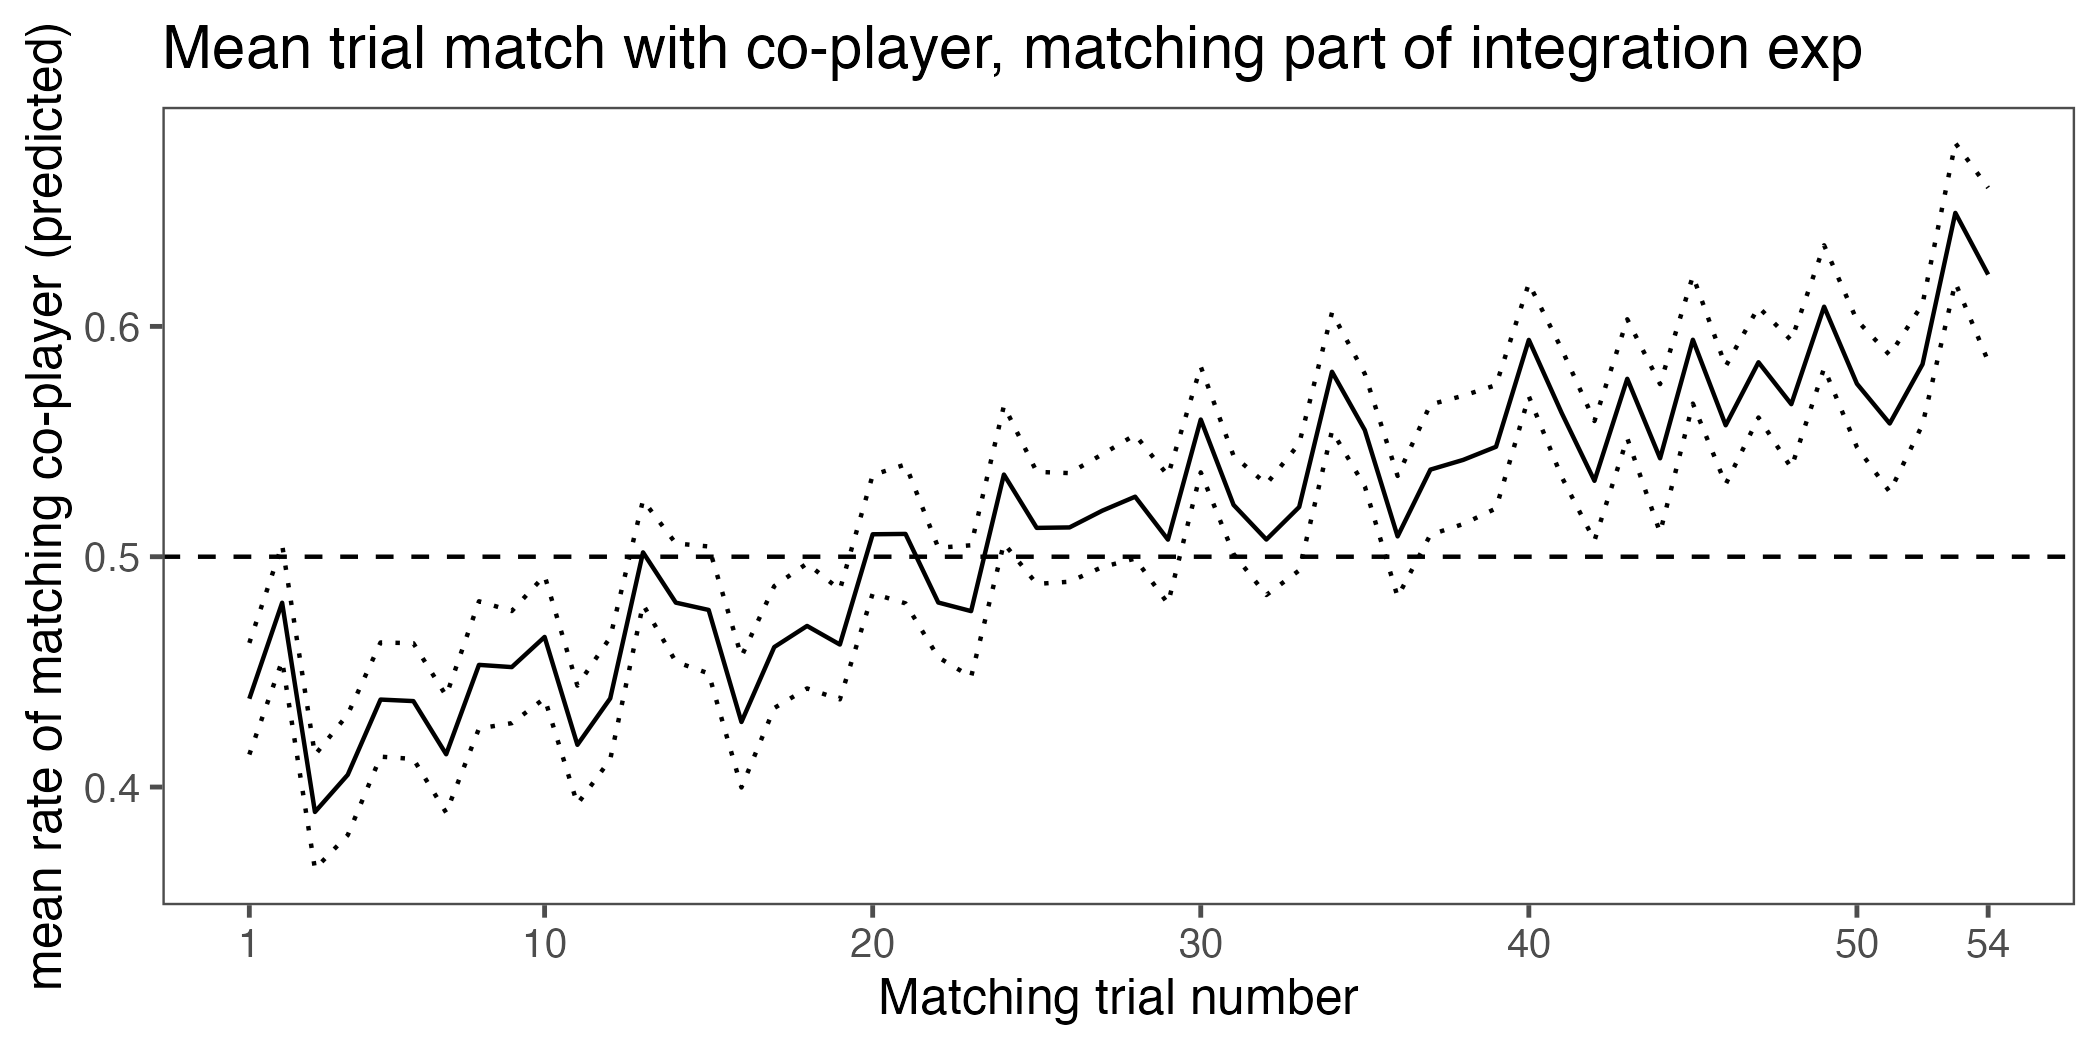 Mean trial match with co-player, matching part of integration exp
mean rate of matching co-player (predicted)
0.6
0.5
0.4
1 10 20 30 40 50 54
Matching trial number